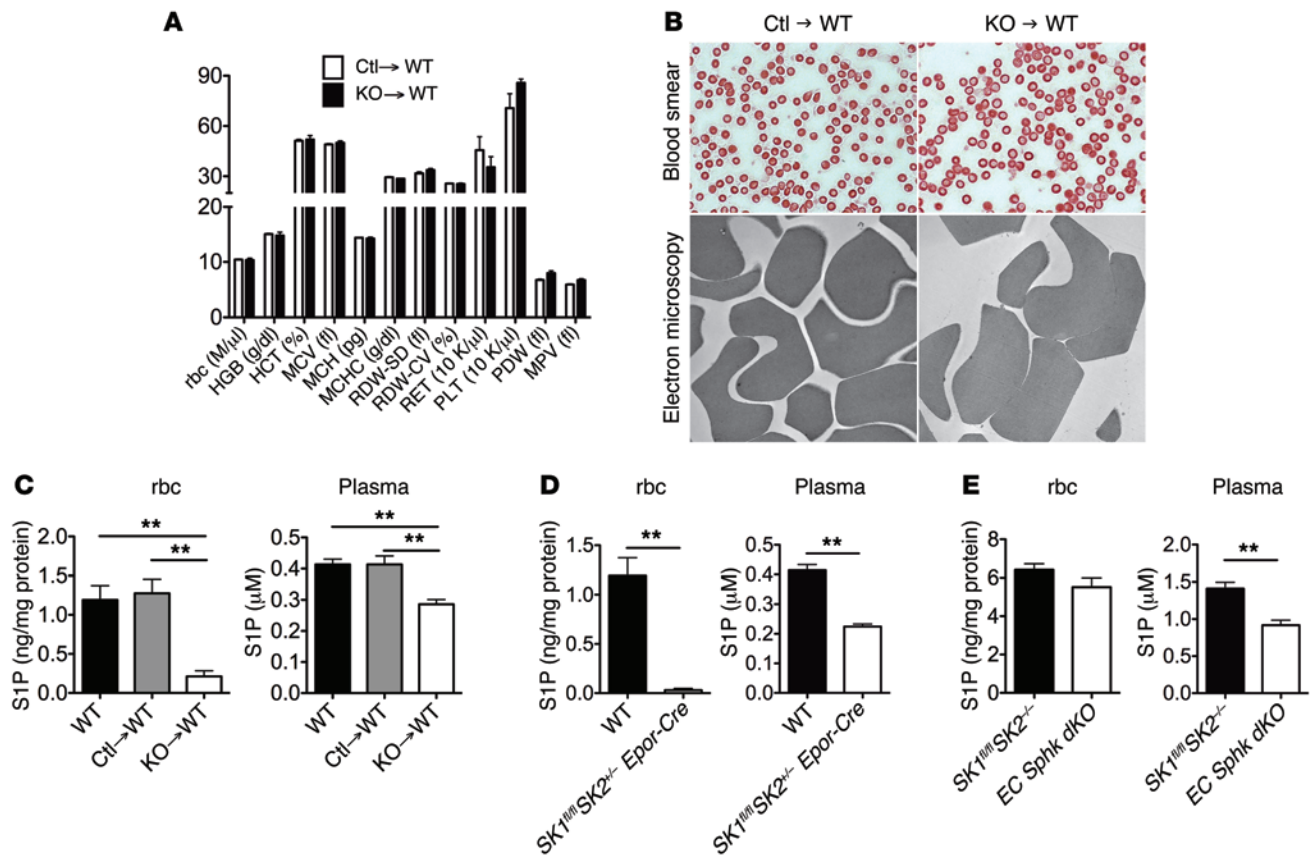 A
90
60
30
20
10
0
Ctl→ WT
KO→ WT
rbc (M/μl)
HGB (g/dl)
HCT (%)
MCV (fl)
MCH (pg)
MCHC (g/dl)
RDW-SD (fl)
RDW-CV (%)
RET (10 K/μl)
PLT (10 K/μl)
PDW (fl)
MPV (fl)
B
Ctl → WT
KO → WT
Blood smear
Electron microscopy
C
rbc
S1P (ng/mg protein)
2.0
1.5
1.0
0.5
0.0
**
**
WT
Ctl→WT
KO→WT
Plasma
S1P (μM)
0.5
0.4
0.3
0.4
0.1
0.0
**
**
WT
Ctl→WT
KO→WT
D
rbc
S1P (ng/mg protein)
1.5
1.0
0.5
0.0
**
WT
SK1fl/flSK2+/- Epor-Cre
Plasma
S1P (μM)
0.5
0.4
0.3
0.2
0.1
0.0
**
WT
SK1fl/flSK2+/- Epor-Cre
E
rbc
S1P (ng/mg protein)
8
6
4
2
0
SK1fl/flSK2-/-
EC Sphk dKO
Plasma
S1P (μM)
2.0
1.5
1.0
0.5
0.0
**
SK1fl/flSK2-/-
EC Sphk dKO